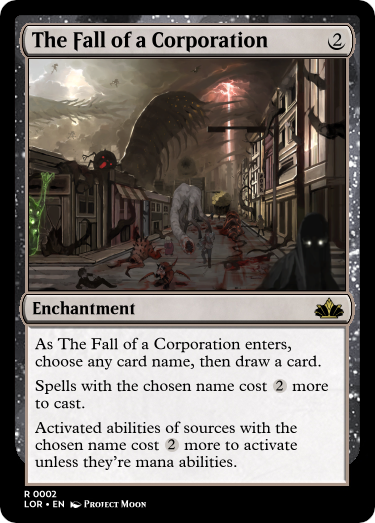 The Fall of a Corporation 2
Enchantment
As The Fall of a Corporation enters,
choose any card name, then draw a card.
Spells with the chosen name cost 2 more
to cast.
Activated abilities of sources with the
chosen name cost 2 more to activate
unless they're mana abilities.
R 0002
LOR • EN Project Moon